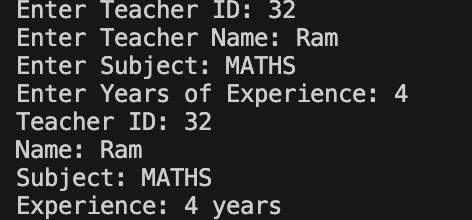 Enter Teacher ID: 32
Enter Teacher Name: Ram
Enter Subject: MATHS
Enter Years of Experience: 4
Teacher ID: 32
Name: Ram
Subject: MATHS
Experience: 4 years